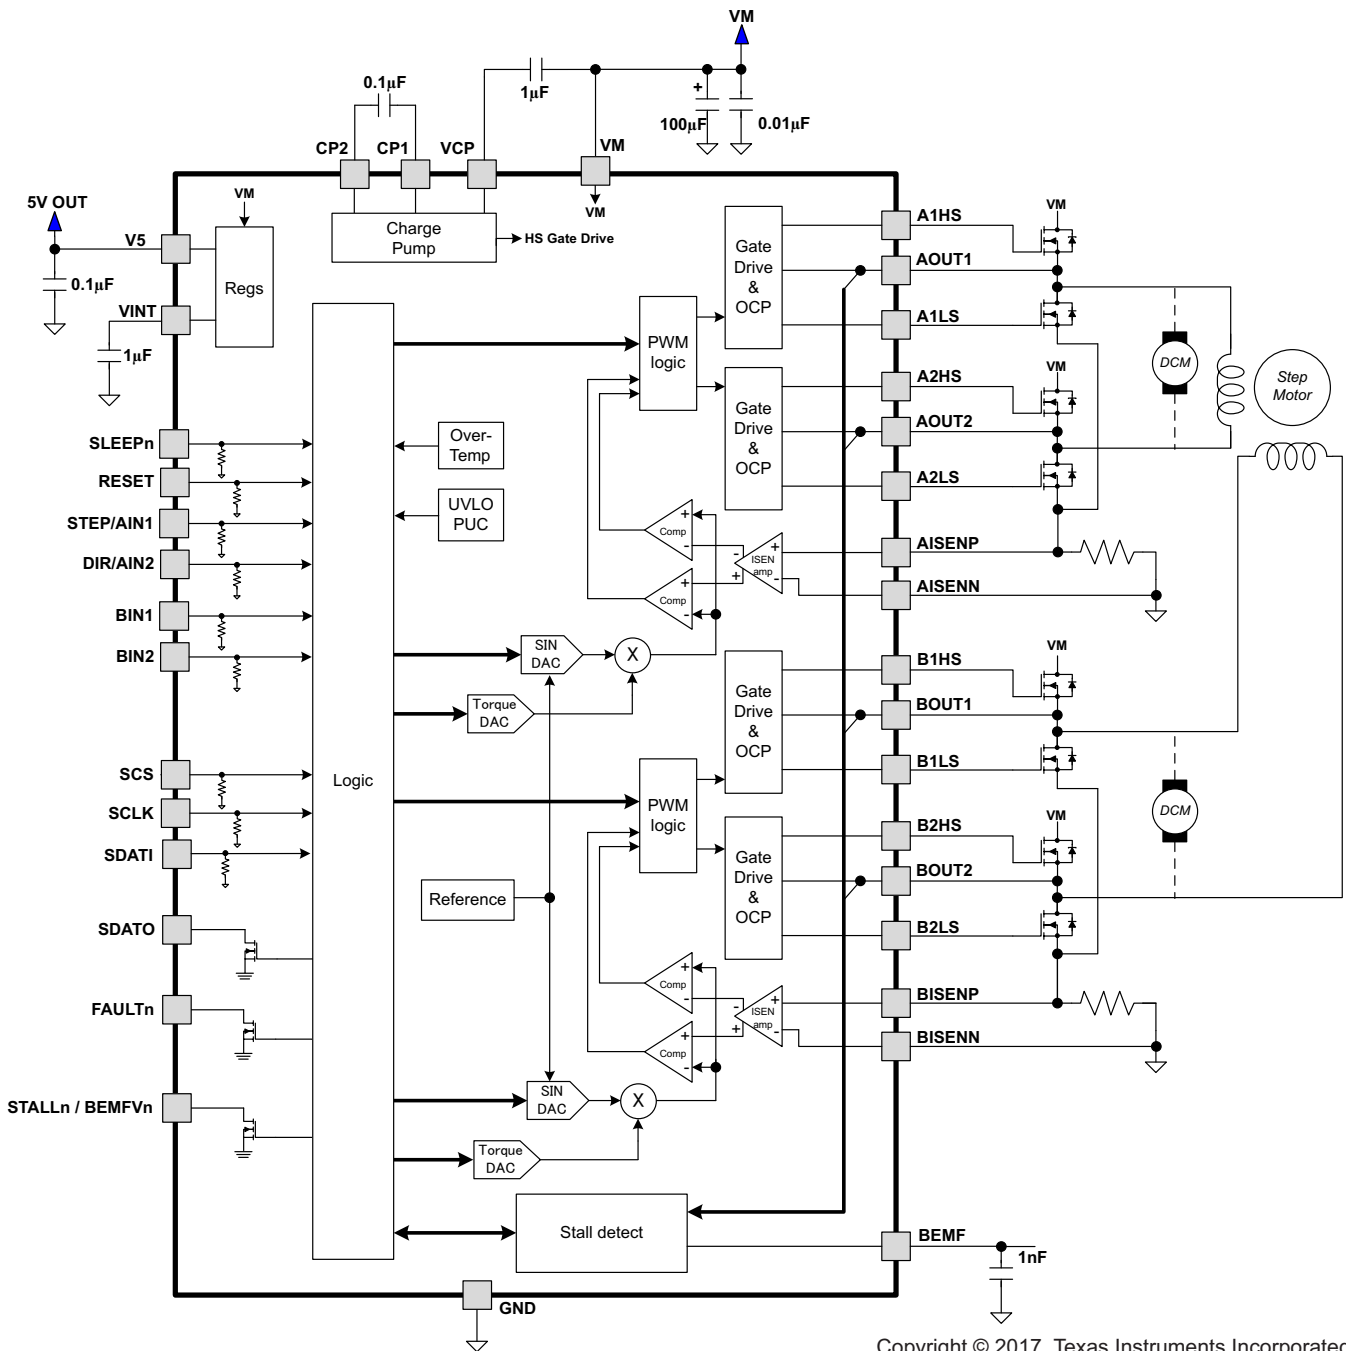 VM
0.1µF
1µF
+
100µF
0.01µF
CP2
CP1
VCP
VM
5V OUT
VM
VM
V5
Charge
Pump
HS Gate Drive
0.1µF
Regs
VINT
1µF
Gate
Drive
&
OCP
A1HS
VM
AOUT1
A1LS
PWM
logic
DCM
Step
Motor
Gate
Drive
&
OCP
A2HS
VM
AOUT2
A2LS
SLEEPn
RESET
STEP/AIN1
DIR/AIN2
BIN1
BIN2
Over-
Temp
UVLO
PUC
+
Comp
-
+
Comp
-
-
+
+
ISEN
amp
-
AISENP
AISENN
SIN
DAC
X
Torque
DAC
Gate
Drive
&
OCP
B1HS
VM
BOUT1
B1LS
SCS
SCLK
SDATI
Logic
PWM
logic
DCM
Gate
Drive
&
OCP
B2HS
VM
BOUT2
B2LS
Reference
SDATO
FAULTn
STALLn / BEMFVn
+
Comp
-
+
Comp
-
-
+
+
ISEN
amp
-
BISENP
BISENN
SIN
DAC
X
Torque
DAC
Stall detect
BEMF
1nF
GND
Copyright © 2017, Texas Instruments Incorporated